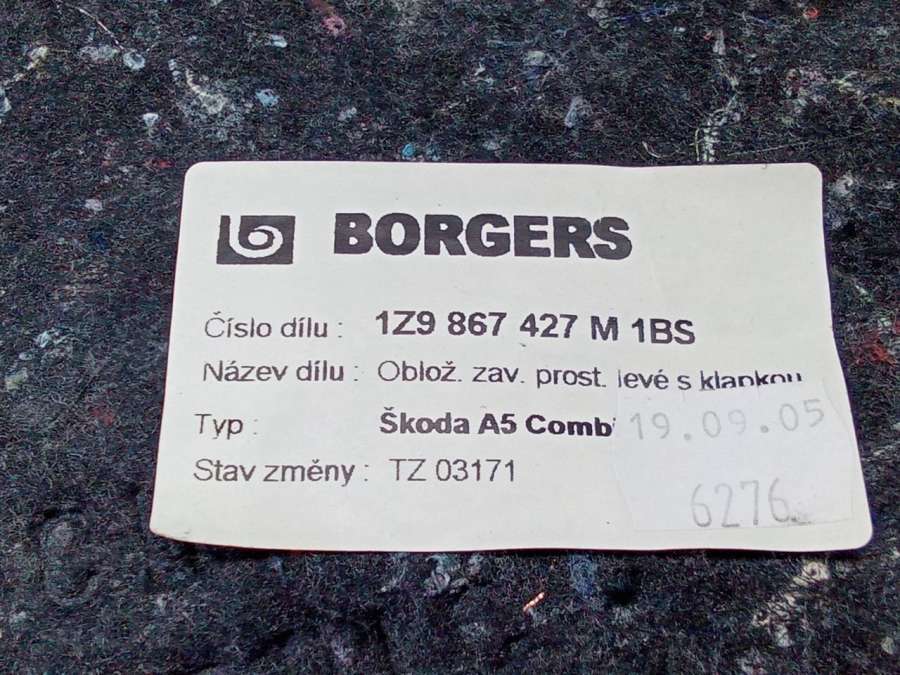 BORGERS
Číslo dílu : 1Z9 867 427 M 1BS
Název dílu : Oblož. zav. prost. levé s klapkou
Typ : Škoda A5 Comb
19.09.05
Stav změny : TZ 03171
6276